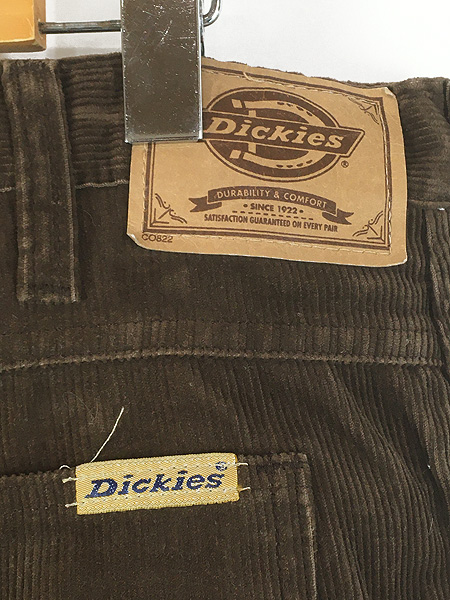 Dickies®
DURABILITY & COMFORT
• SINCE 1922 •
SATISFACTION GUARANTEED ON EVERY PAIR
CO822
Dickies®